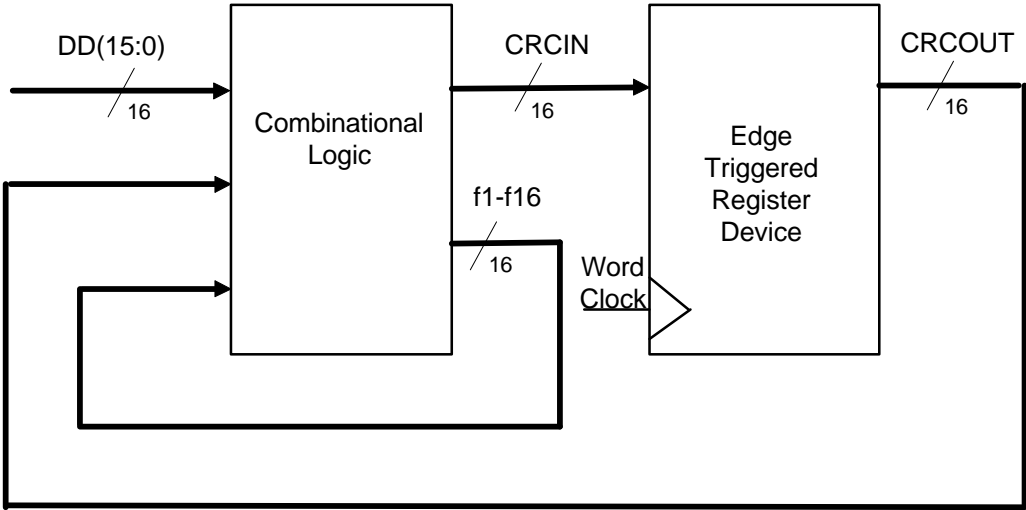 DD(15:0)
16
Combinational
Logic
CRCIN
16
f1-f16
16
Edge
Triggered
Register
Device
Word
Clock
CRCOUT
16